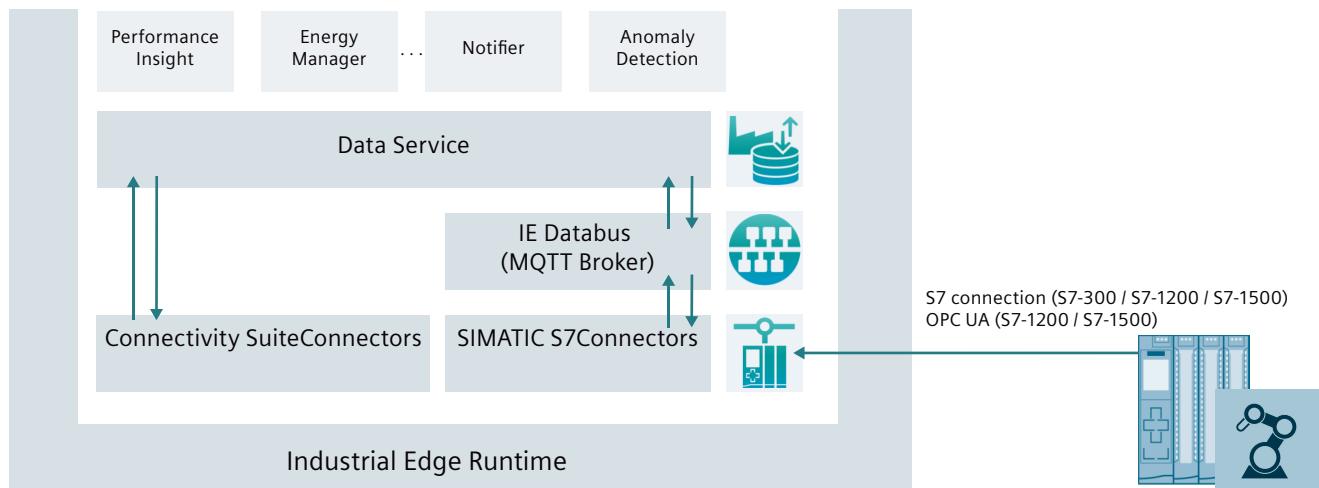 Performance
Insight
Energy
Manager
...
Notifier
Anomaly
Detection
Data Service
IE Databus
(MQTT Broker)
S7 connection (S7-300 / S7-1200 / S7-1500)
OPC UA (S7-1200 / S7-1500)
Connectivity SuiteConnectors
SIMATIC S7Connectors
Industrial Edge Runtime